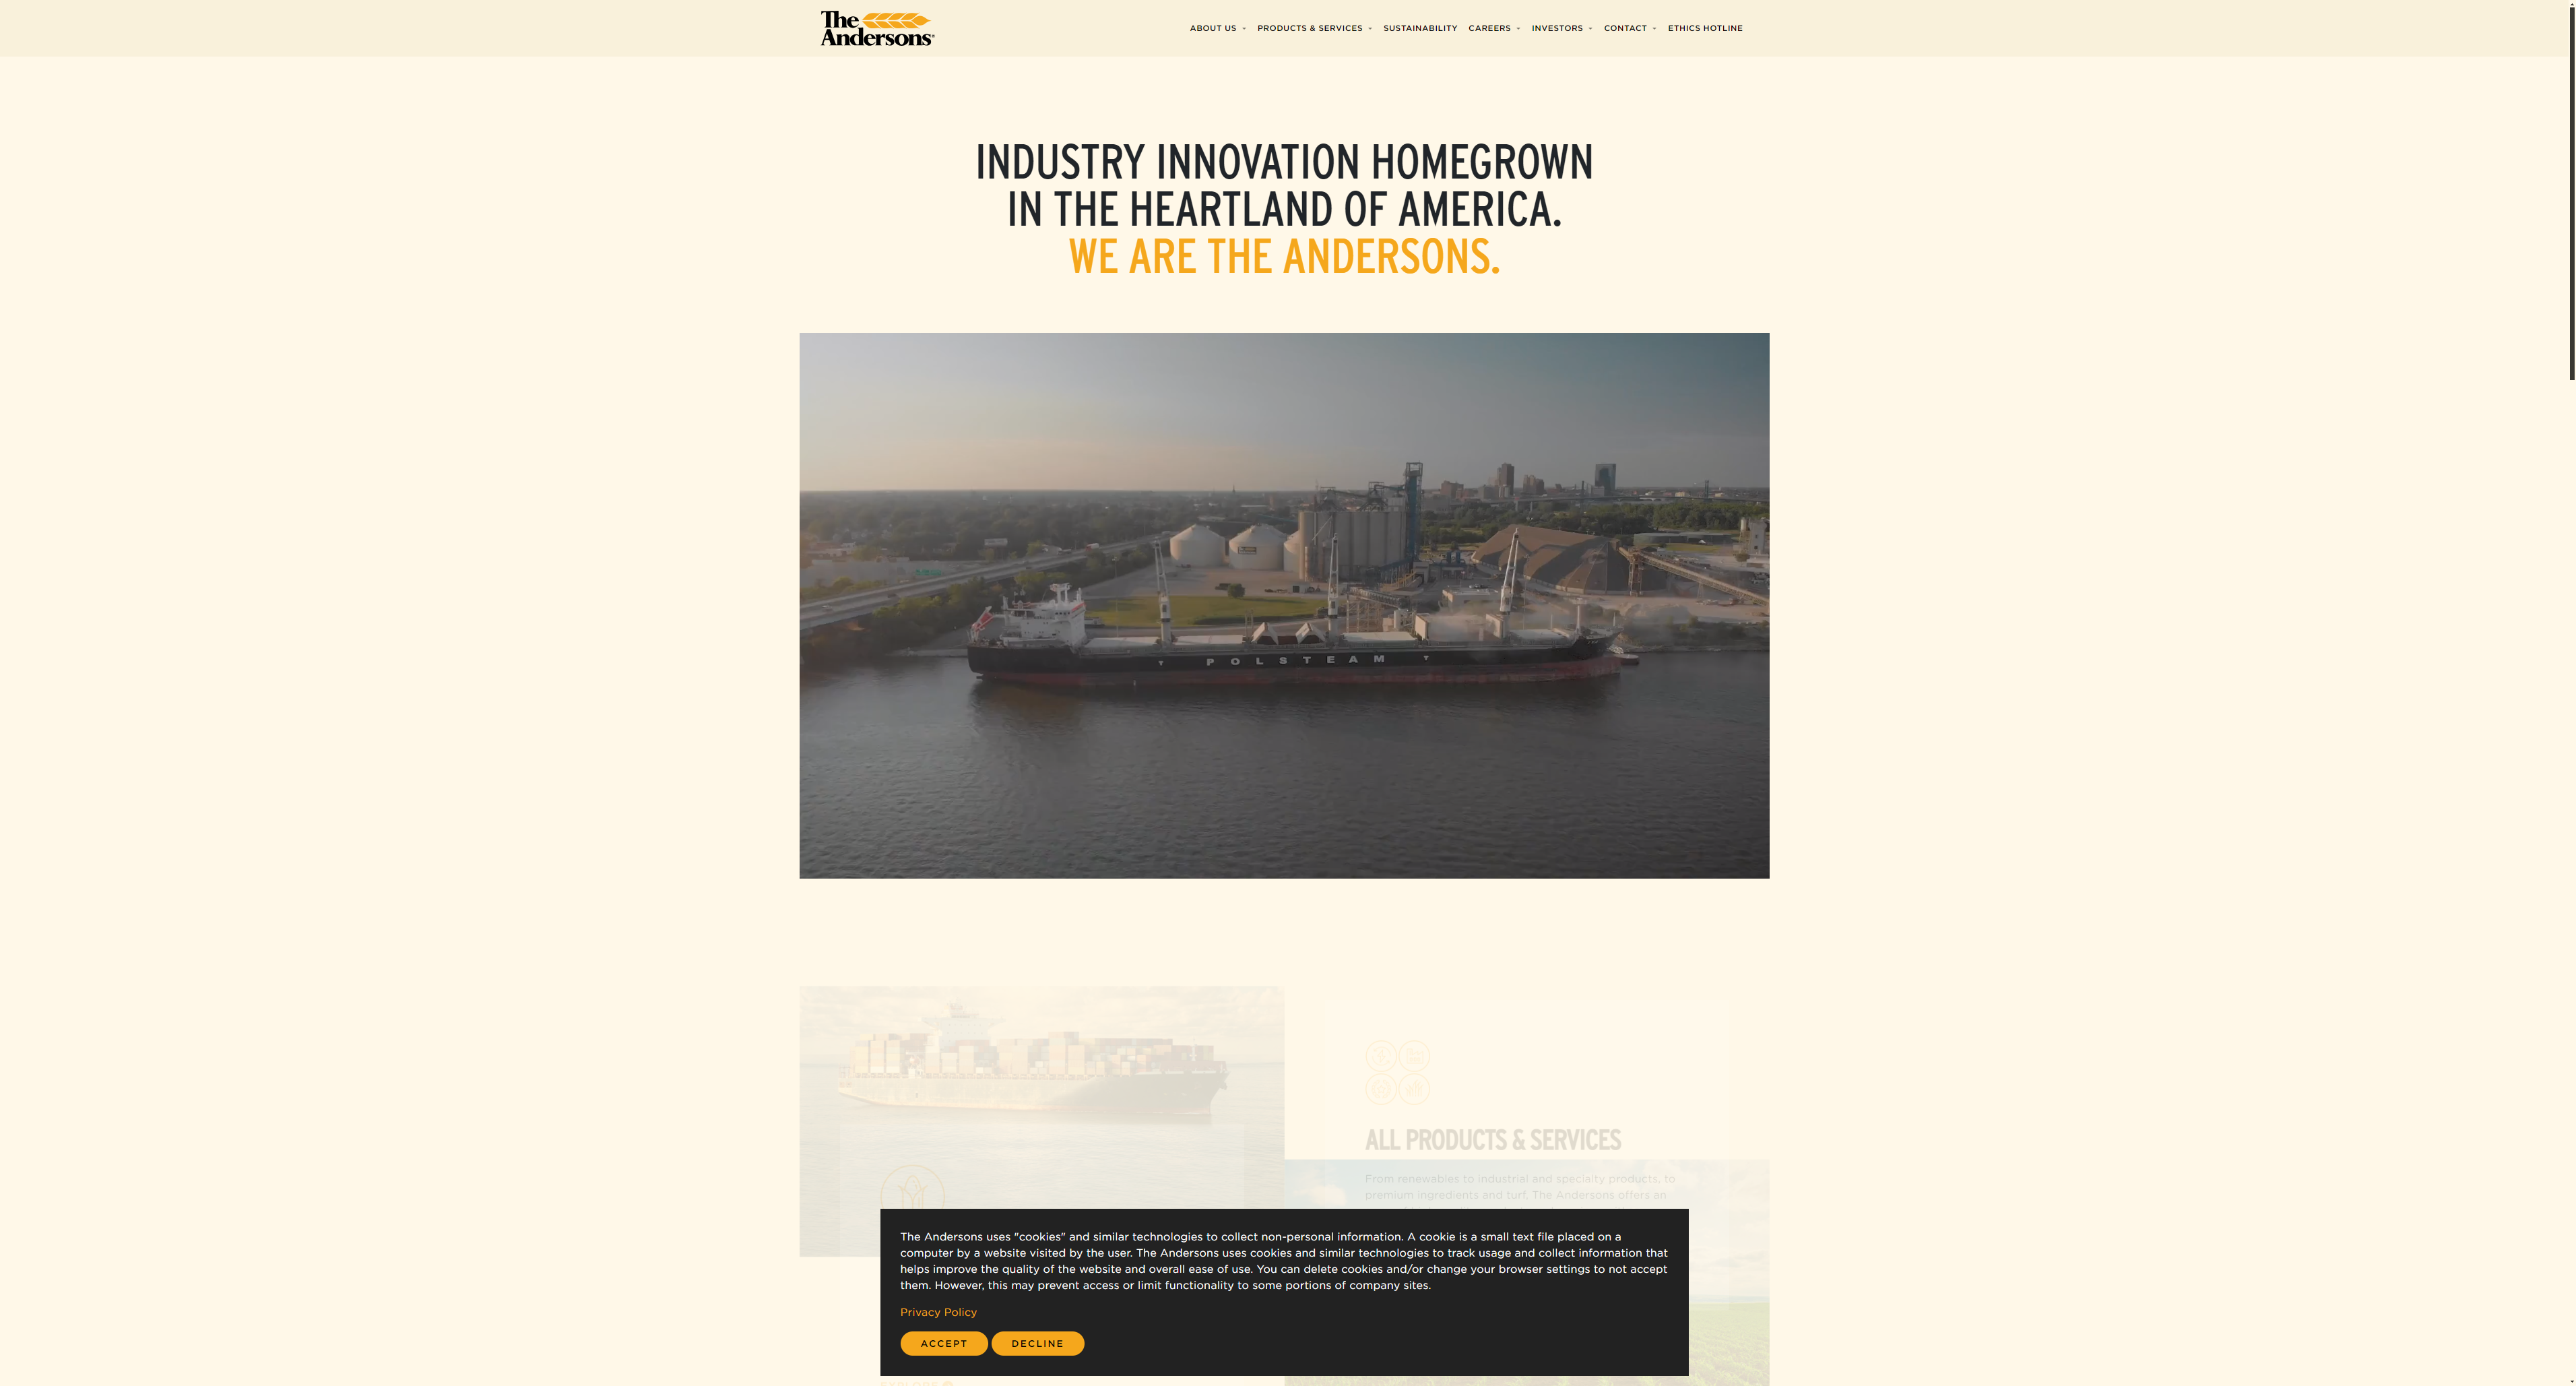 The
Andersons
ABOUT US
PRODUCTS & SERVICES
SUSTAINABILITY
CAREERS
INVESTORS
CONTACT
ETHICS HOTLINE
INDUSTRY INNOVATION HOMEGROWN
IN THE HEARTLAND OF AMERICA.
WE ARE THE ANDERSONS.
POLSTEAM
ALL PRODUCTS & SERVICES
From renewables to industrial and specialty products, to
premium ingredients and turf, The Andersons offers an
The Andersons uses "cookies" and similar technologies to collect non-personal information. A cookie is a small text file placed on a
computer by a website visited by the user. The Andersons uses cookies and similar technologies to track usage and collect information that
helps improve the quality of the website and overall ease of use. You can delete cookies and/or change your browser settings to not accept
them. However, this may prevent access or limit functionality to some portions of company sites.
Privacy Policy
ACCEPT
DECLINE